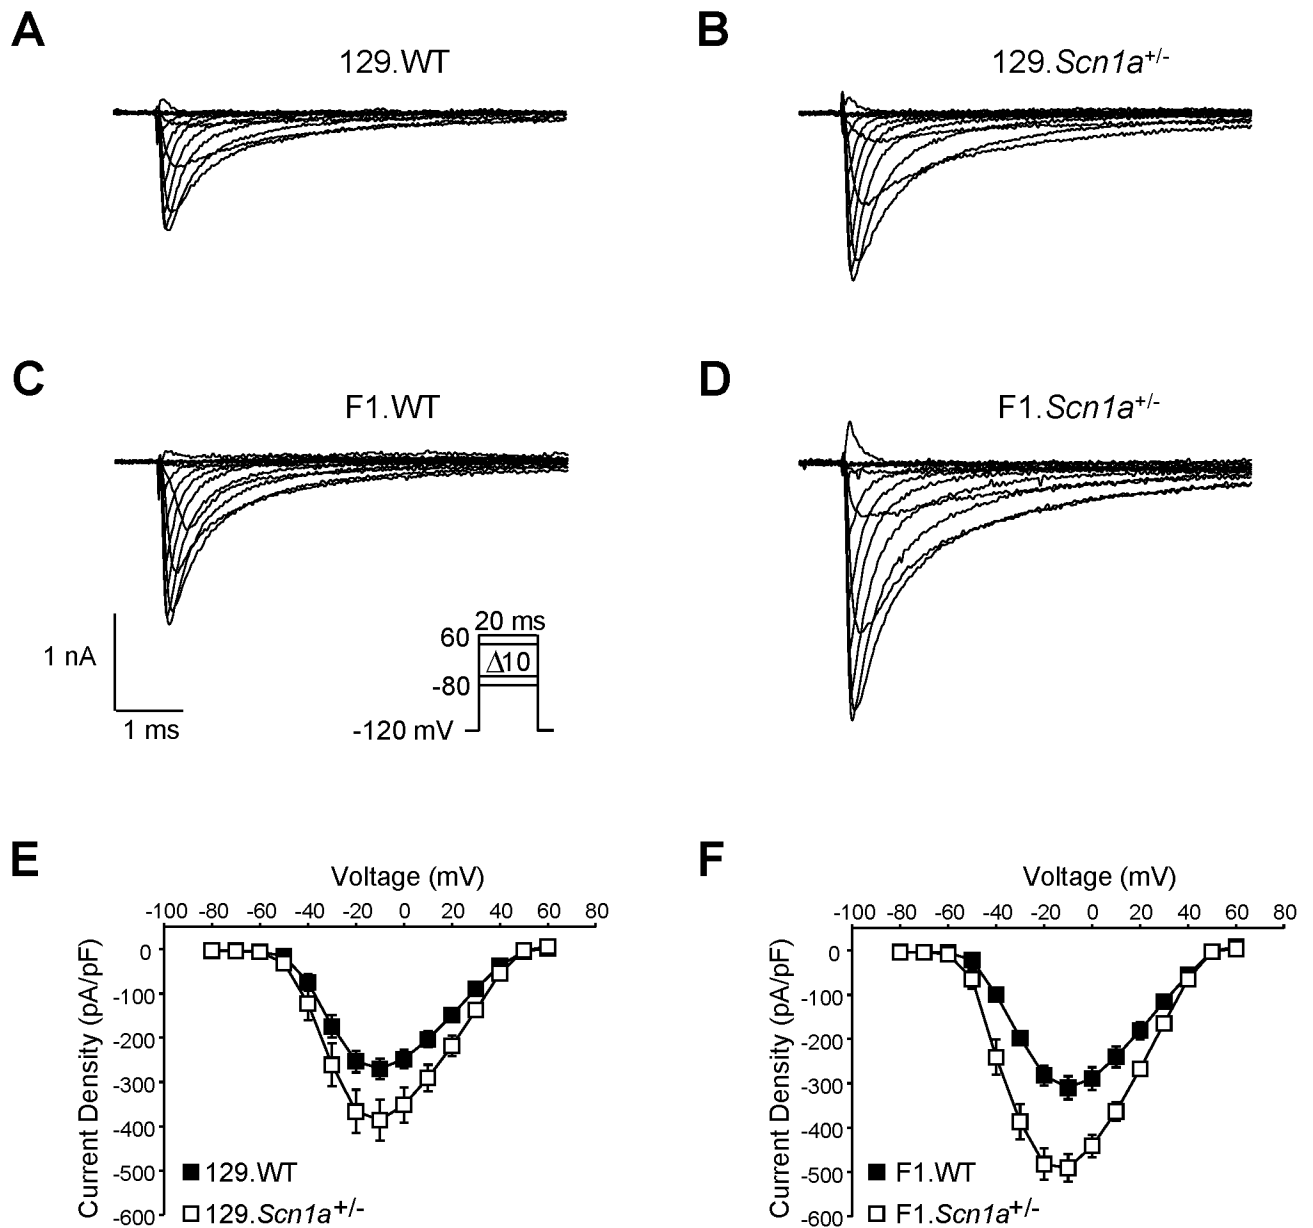 A
129.WT
B
129.Scn1a+/-
C
F1.WT
D
F1.Scn1a+/-
1 nA
1 ms
20 ms
60
Δ10
-80
-120 mV
E
Voltage (mV)
-100 -80 -60 -40 -20 0 20 40 60 80
Current Density (pA/pF)
0
-100
-200
-300
-400
-500
-600
129.WT
129.Scn1a+/-
F
Voltage (mV)
-100 -80 -60 -40 -20 0 20 40 60 80
Current Density (pA/pF)
0
-100
-200
-300
-400
-500
-600
F1.WT
F1.Scn1a+/-